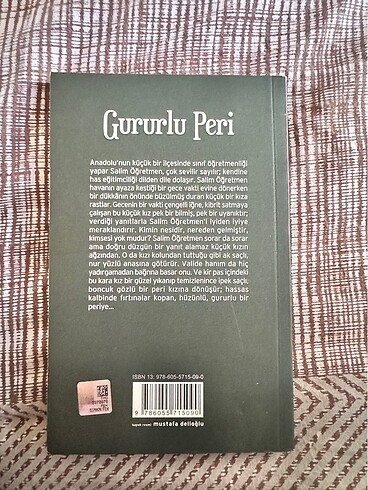 Gururlu Peri
Anadolu'nun küçük bir ilçesinde sınıf öğretmenliği
yapar Salim Öğretmen, çok sevilir sayılır; kendine
has eğitimciliği dilden dile dolaşır. Salim Öğretmen
havanın ayaza kestiği bir gece vakti evine dönerken
bir dükkânın önünde büzülmüş duran küçük bir kıza
rastlar. Gecenin bir vakti çengelli iğne, kibrit satmaya
çalışan bu küçük kız pek bir bilmiş, pek bir uyanıktır;
verdiği yanıtlarla Salim Öğretmen'i iyiden iyiye
meraklandırır. Kimin nesidir, nereden gelmiştir,
kimsesi yok mudur? Salim Öğretmen sorar da sorar
ama doğru düzgün bir yanıt alamaz küçük kızın
ağzından. O da kızı kolundan tuttuğu gibi ak saçlı,
nur yüzlü anasına götürür. Valide hanım da hiç
yadırgamadan bağrına basar onu. Ve kir pas içindeki
bu kara kız bir güzel yıkanıp temizlenince ipek saçlı,
boncuk gözlü bir peri kızına dönüşür; hassas
kalbinde fırtınalar kopan, hüzünlü, gururlu bir
periye...
ISBN 13: 978-605-5715-09-0
9 786055 715090
kapak resmi: mustafa delioğlu